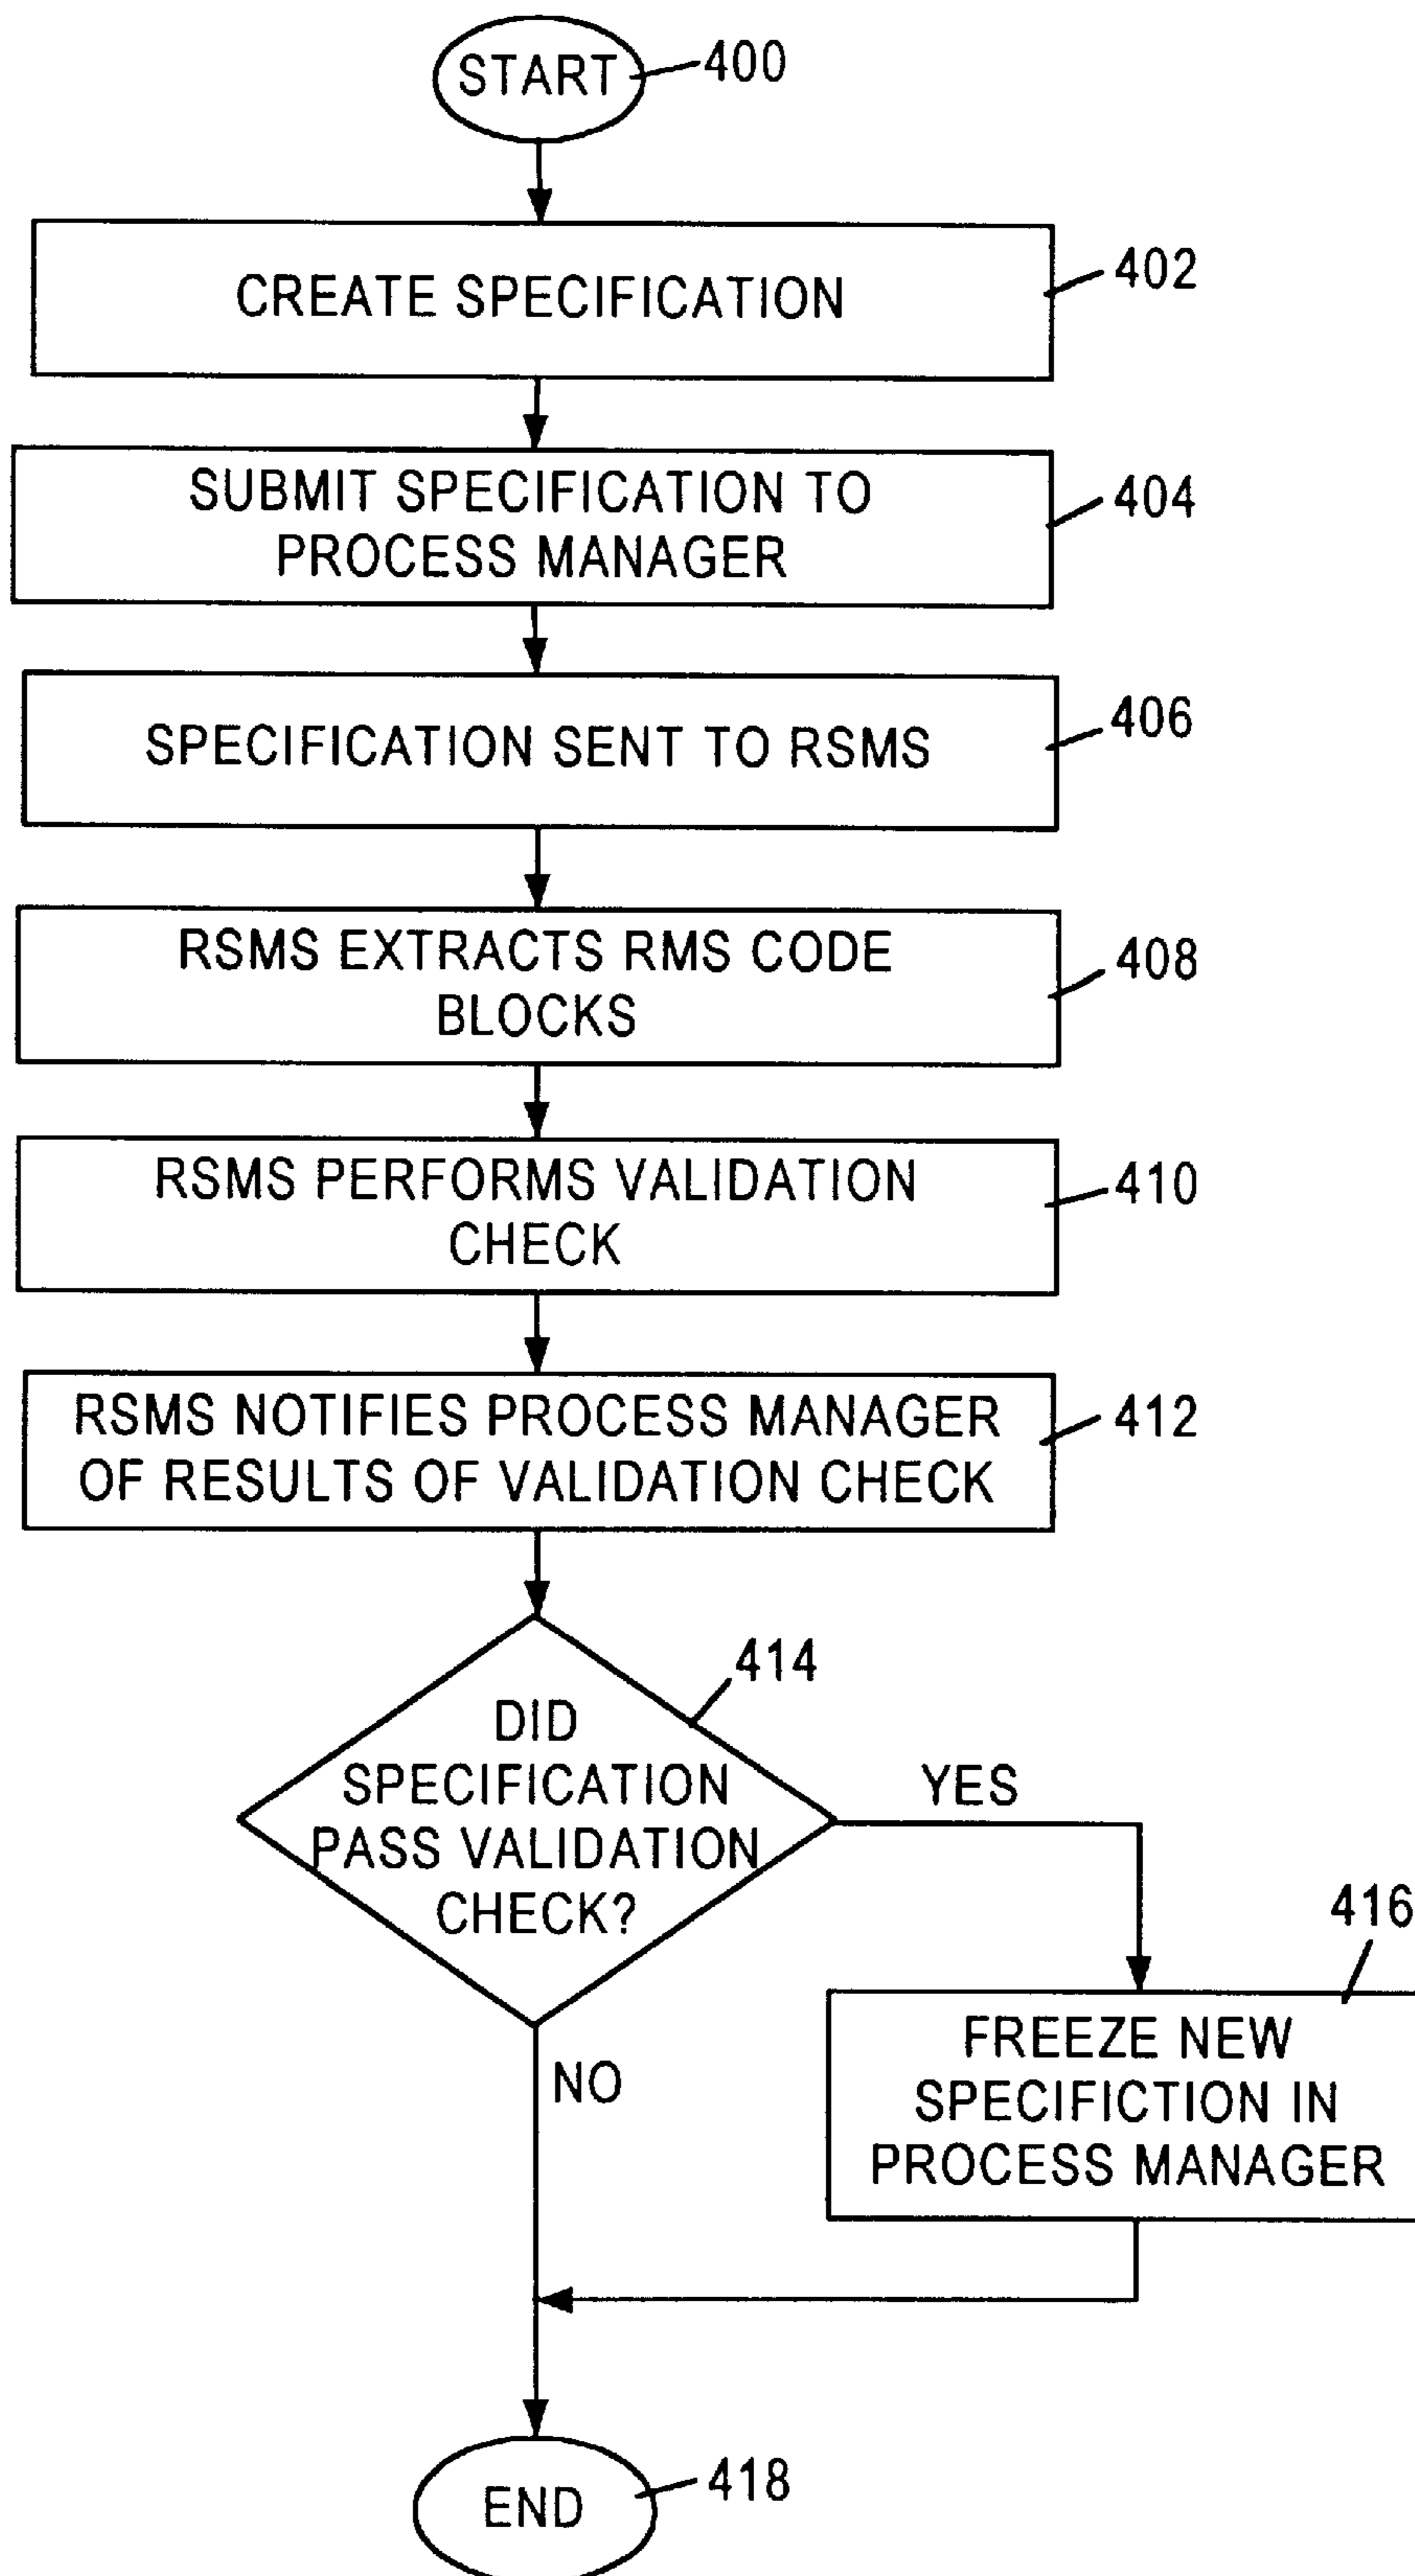 START
400
CREATE SPECIFICATION
402
SUBMIT SPECIFICATION TO
PROCESS MANAGER
404
SPECIFICATION SENT TO RSMS
406
RSMS EXTRACTS RMS CODE
BLOCKS
408
RSMS PERFORMS VALIDATION
CHECK
410
RSMS NOTIFIES PROCESS MANAGER
OF RESULTS OF VALIDATION CHECK
412
414
DID
SPECIFICATION
PASS VALIDATION
CHECK?
YES
416
FREEZE NEW
SPECIFICTION IN
PROCESS MANAGER
NO
END
418